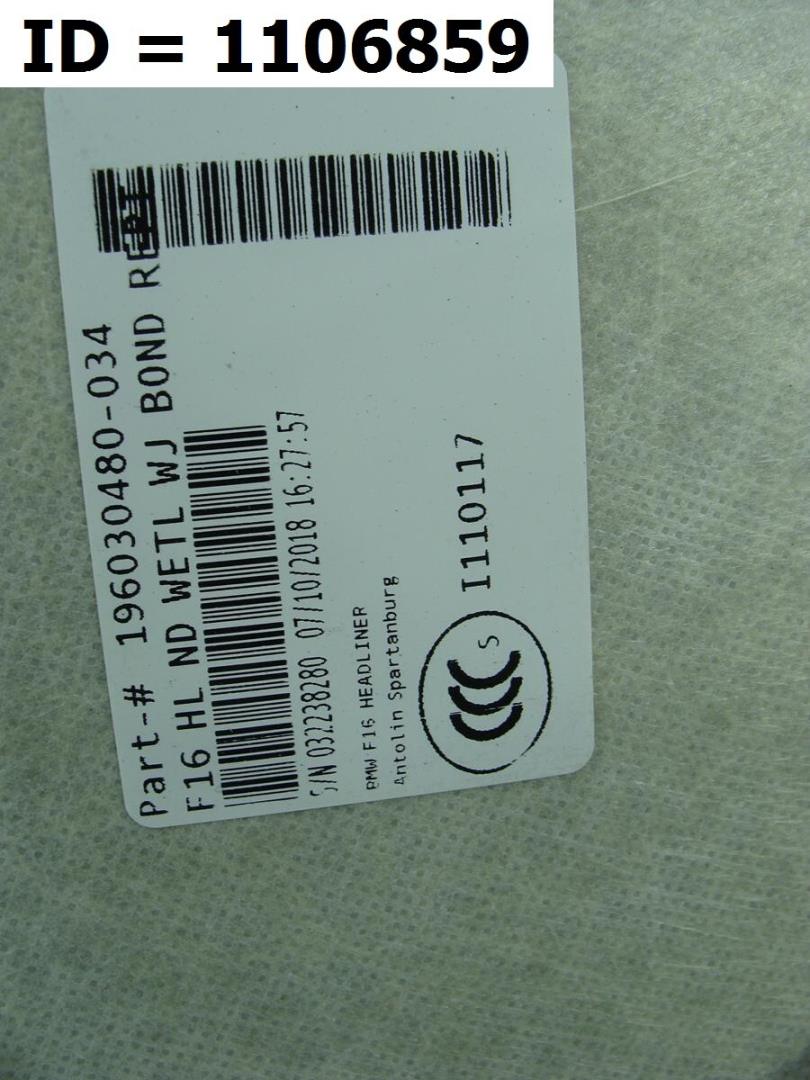 ID = 1106859
Part-# 196030480-034
F16 HL ND WETL WJ BOND
S/N 032238280 07/10/2018 16:27:57
BMW F16 HEADLINER
Antolin Spartanburg
CCC S I110117